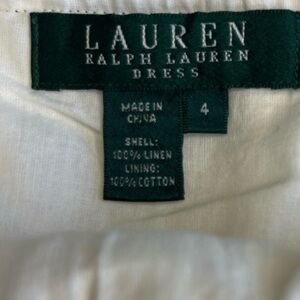 LAUREN
RALPH LAUREN
DRESS
MADE IN
CHINA
4
SHELL:
100% LINEN
LINING:
100% COTTON